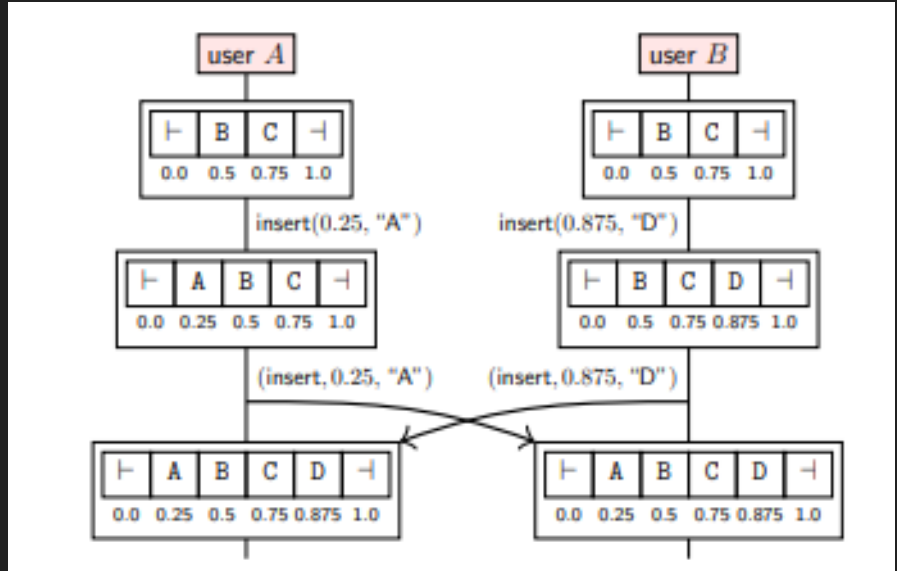 user A
user B
⊢ B C ⊣
0.0 0.5 0.75 1.0
⊢ B C ⊣
0.0 0.5 0.75 1.0
insert(0.25, “A”)
insert(0.875, “D”)
⊢ A B C ⊣
0.0 0.25 0.5 0.75 1.0
⊢ B C D ⊣
0.0 0.5 0.75 0.875 1.0
(insert, 0.25, “A”)
(insert, 0.875, “D”)
⊢ A B C D ⊣
0.0 0.25 0.5 0.75 0.875 1.0
⊢ A B C D ⊣
0.0 0.25 0.5 0.75 0.875 1.0